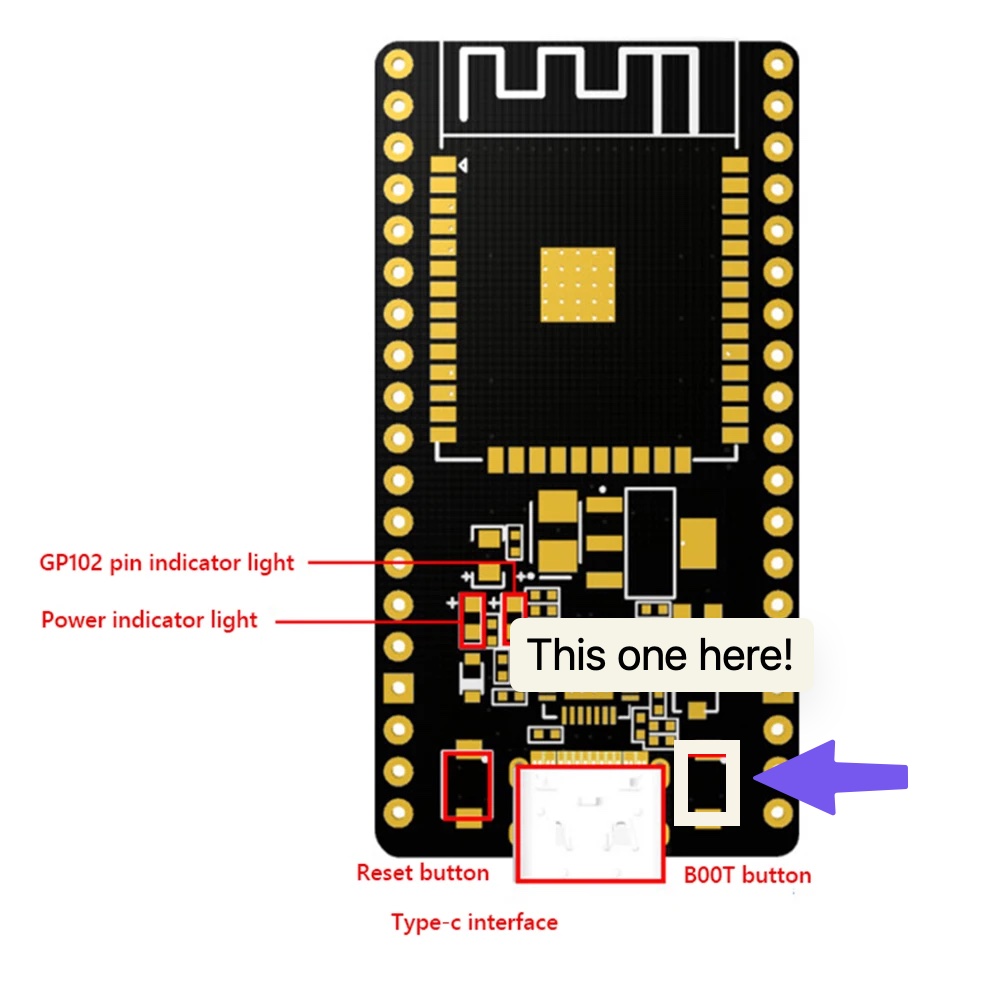 GP102 pin indicator light
Power indicator light
This one here!
Reset button
B00T button
Type-c interface